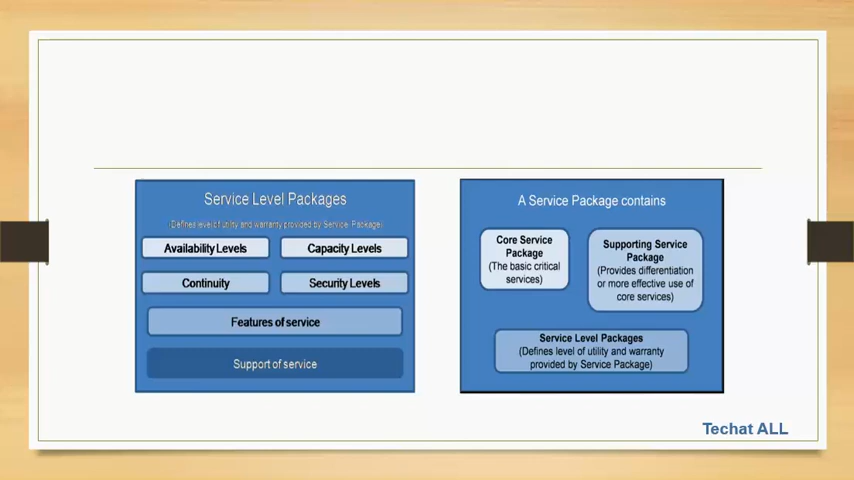 Service Level Packages
(Defines level of utility and warranty provided by Service Package)
Availability Levels
Capacity Levels
Continuity
Security Levels
Features of service
Support of service
A Service Package contains
Core Service
Package
(The basic critical
services)
Supporting Service
Package
(Provides differentiation
or more effective use of
core services)
Service Level Packages
(Defines level of utility and warranty
provided by Service Package)
Techat ALL